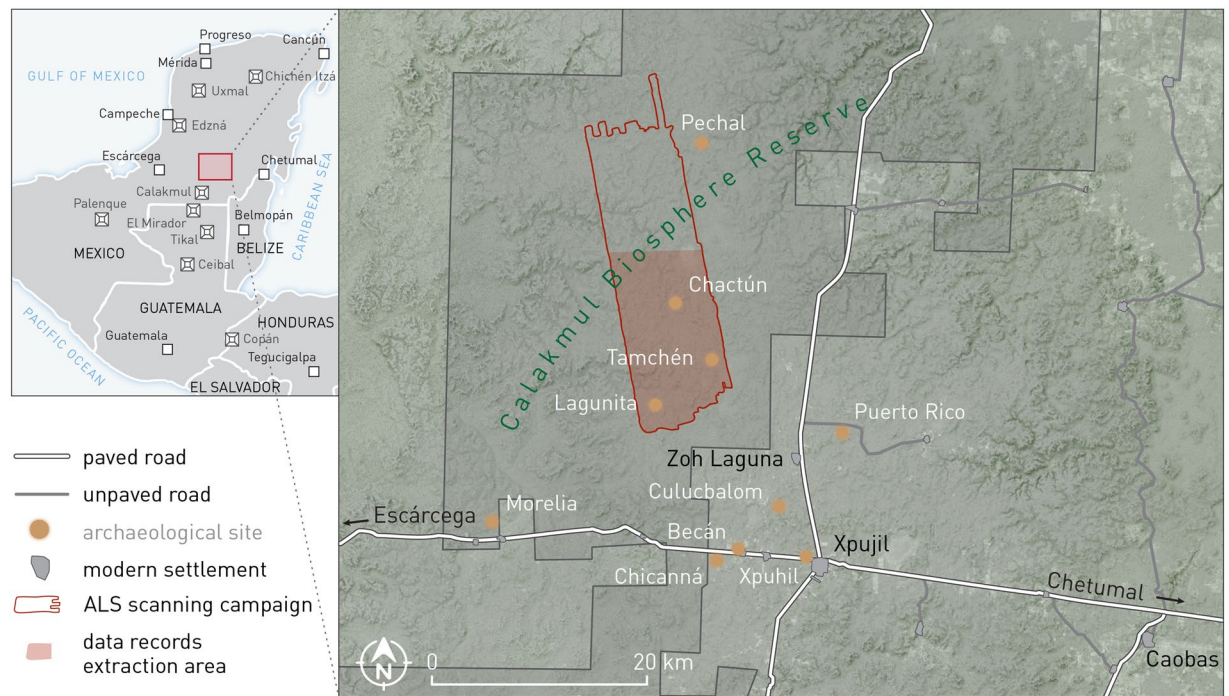 Progreso
Cancún
Mérida
GULF OF MEXICO
Chichén Itzá
Uxmal
Campeche
Edzná
Escárcega
Chetumal
Calakmul
Palenque
El Mirador
Belmopán
Tikal
CARIBBEAN SEA
MEXICO
BELIZE
Ceibal
GUATEMALA
HONDURAS
PACIFIC OCEAN
Guatemala
Copán
Tegucigalpa
EL SALVADOR
paved road
unpaved road
archaeological site
modern settlement
ALS scanning campaign
data records
extraction area
Pechal
Calakmul Biosphere Reserve
Chactún
Tamchén
Lagunita
Puerto Rico
Zoh Laguna
Culucbalom
Morelia
Escárcega
Becán
Xpujil
Chicanná
Xpuhil
Chetumal
Caobas
N
0
20 km